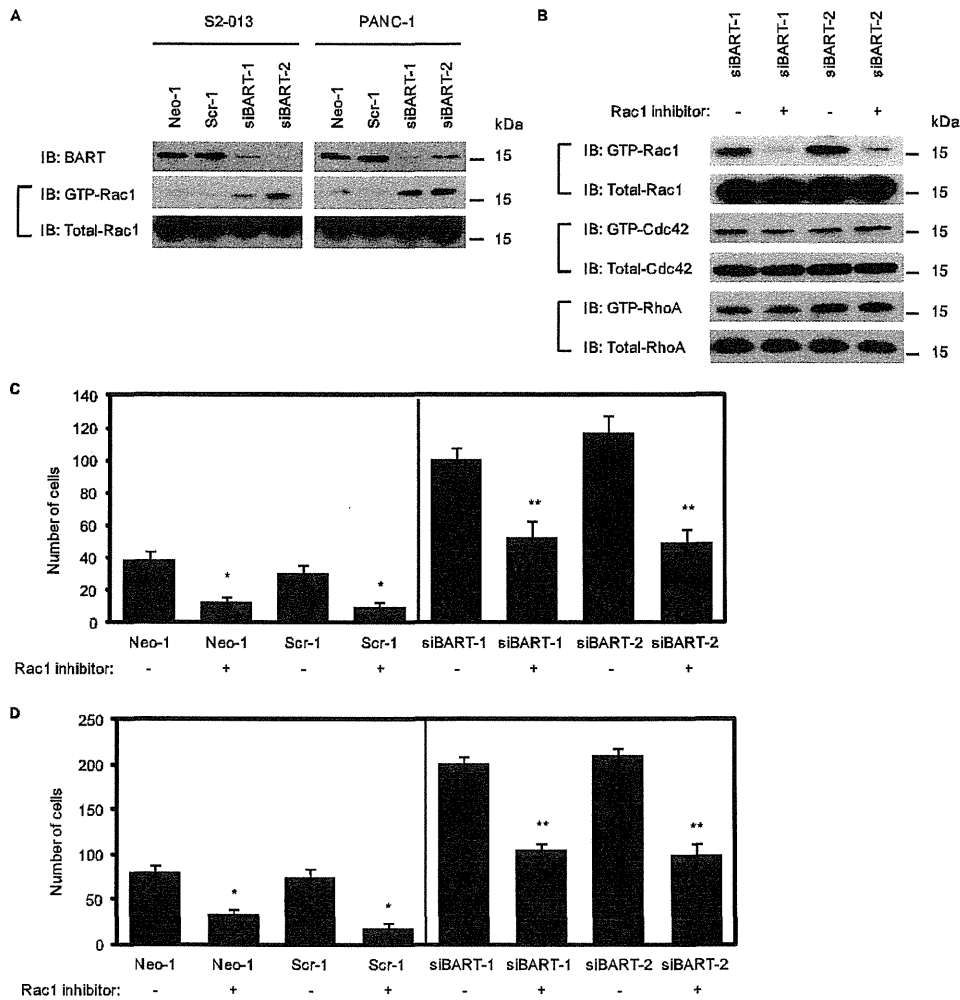 A
S2-013 PANC-1
Neo-1 Scr-1 siBART-1 siBART-2 Neo-1 Scr-1 siBART-1 siBART-2
kDa
IB: BART 15
IB: GTP-Rac1 15
IB: Total-Rac1 15
B
siBART-1 siBART-1 siBART-2 siBART-2
Rac1 inhibitor: - + - +
kDa
IB: GTP-Rac1 15
IB: Total-Rac1 15
IB: GTP-Cdc42 15
IB: Total-Cdc42 15
IB: GTP-RhoA 15
IB: Total-RhoA 15
C
Number of cells
140
120
100
80
60
40
20
0
* * ** **
Neo-1 Neo-1 Scr-1 Scr-1 siBART-1 siBART-1 siBART-2 siBART-2
Rac1 inhibitor: - + - + - + - +
D
Number of cells
250
200
150
100
50
0
* * ** **
Neo-1 Neo-1 Scr-1 Scr-1 siBART-1 siBART-1 siBART-2 siBART-2
Rac1 inhibitor: - + - + - + - +